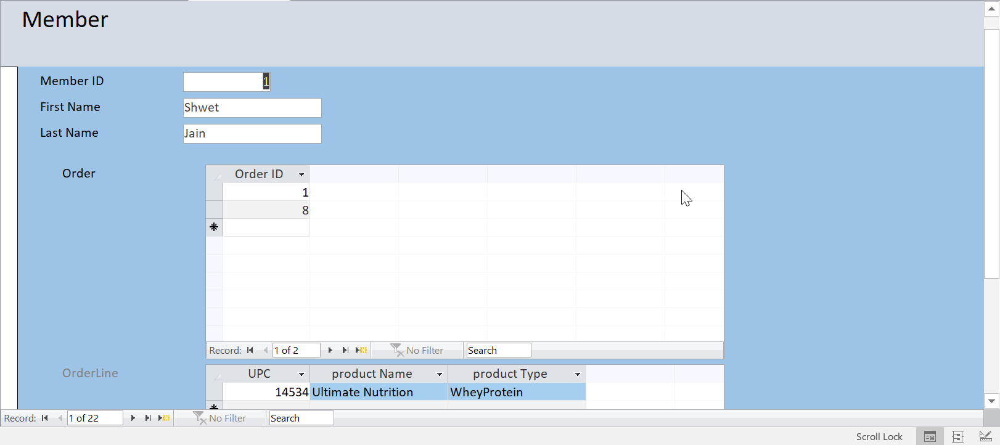 Member
Member ID 1
First Name Shwet
Last Name Jain
Order
Order ID
1
8
Record: 1 of 2 No Filter Search
OrderLine
UPC product Name product Type
14534 Ultimate Nutrition WheyProtein
Record: 1 of 22 No Filter Search
Scroll Lock